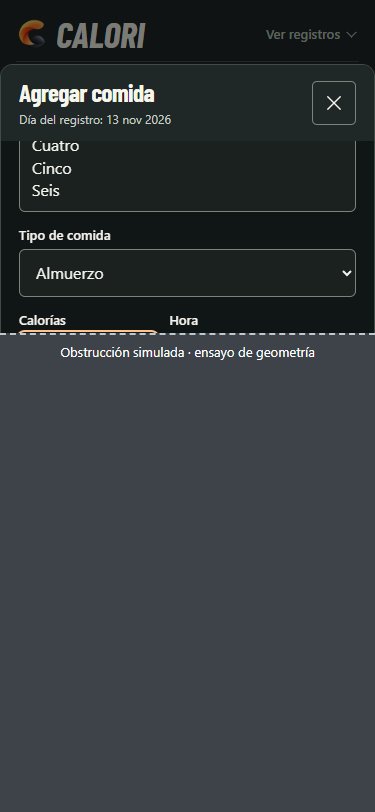 CALORI
Ver registros
Agregar comida
Día del registro: 13 nov 2026
Cuatro
Cinco
Seis
Tipo de comida
Almuerzo
Calorías
Hora
Obstrucción simulada · ensayo de geometría